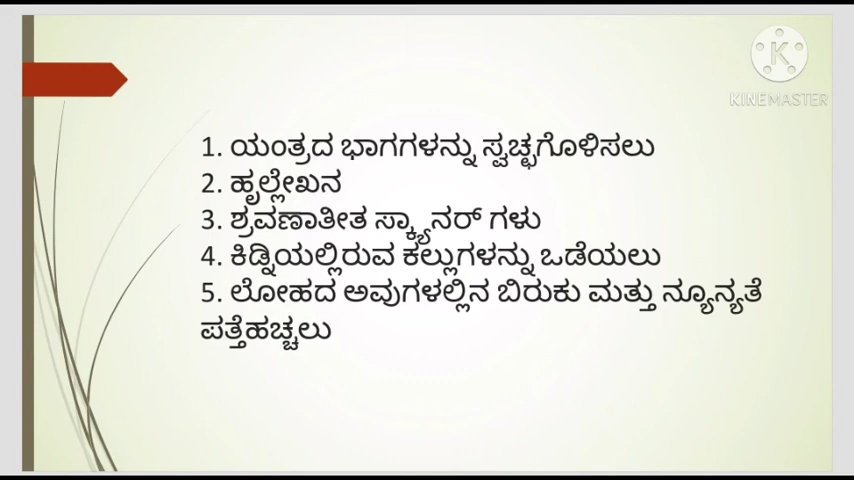 K
KINEMASTER
1. ಯಂತ್ರದ ಭಾಗಗಳನ್ನು ಸ್ವಚ್ಛಗೊಳಿಸಲು
2. ಹೃಲ್ಲೇಖನ
3. ಶ್ರವಣಾತೀತ ಸ್ಕ್ಯಾನರ್ ಗಳು
4. ಕಿಡ್ನಿಯಲ್ಲಿರುವ ಕಲ್ಲುಗಳನ್ನು ಒಡೆಯಲು
5. ಲೋಹದ ಅವುಗಳಲ್ಲಿನ ಬಿರುಕು ಮತ್ತು ನ್ಯೂನ್ಯತೆ
ಪತ್ತೆಹಚ್ಚಲು